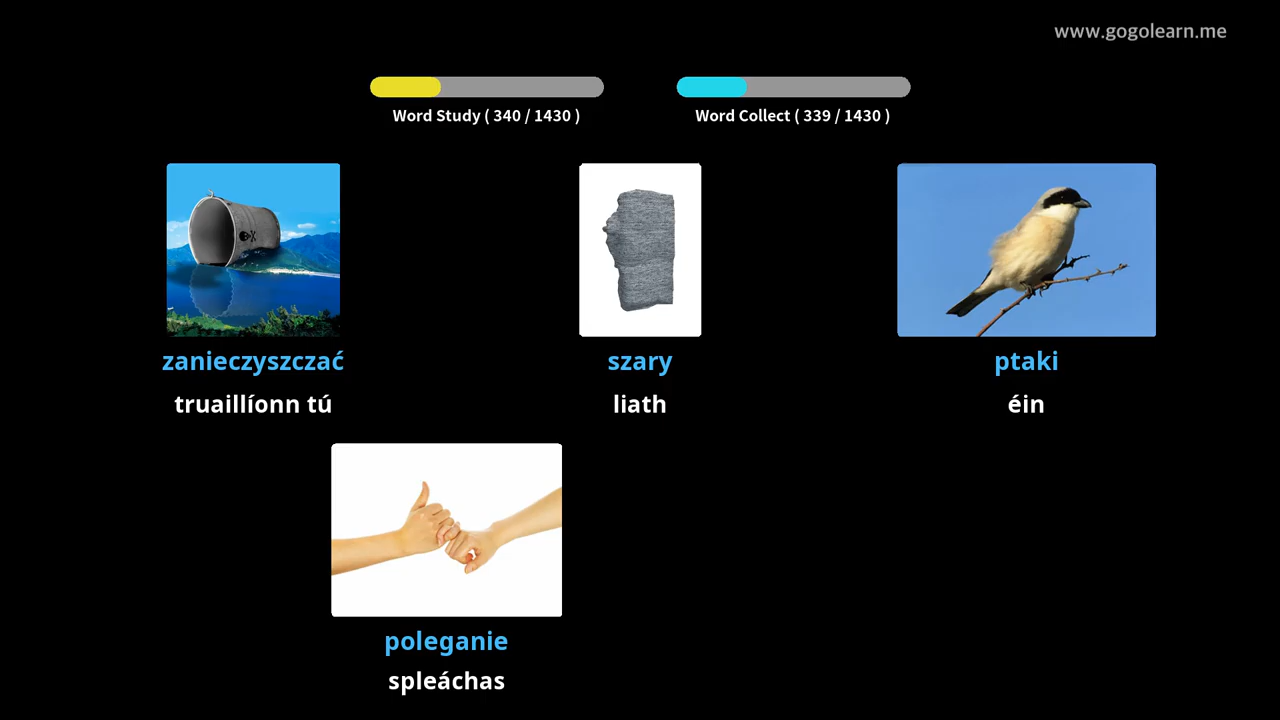 www.gogolearn.me
Word Study ( 340 / 1430 )
Word Collect ( 339 / 1430 )
zanieczyszczać
truaillíonn tú
szary
liath
ptaki
éin
poleganie
spleáchas